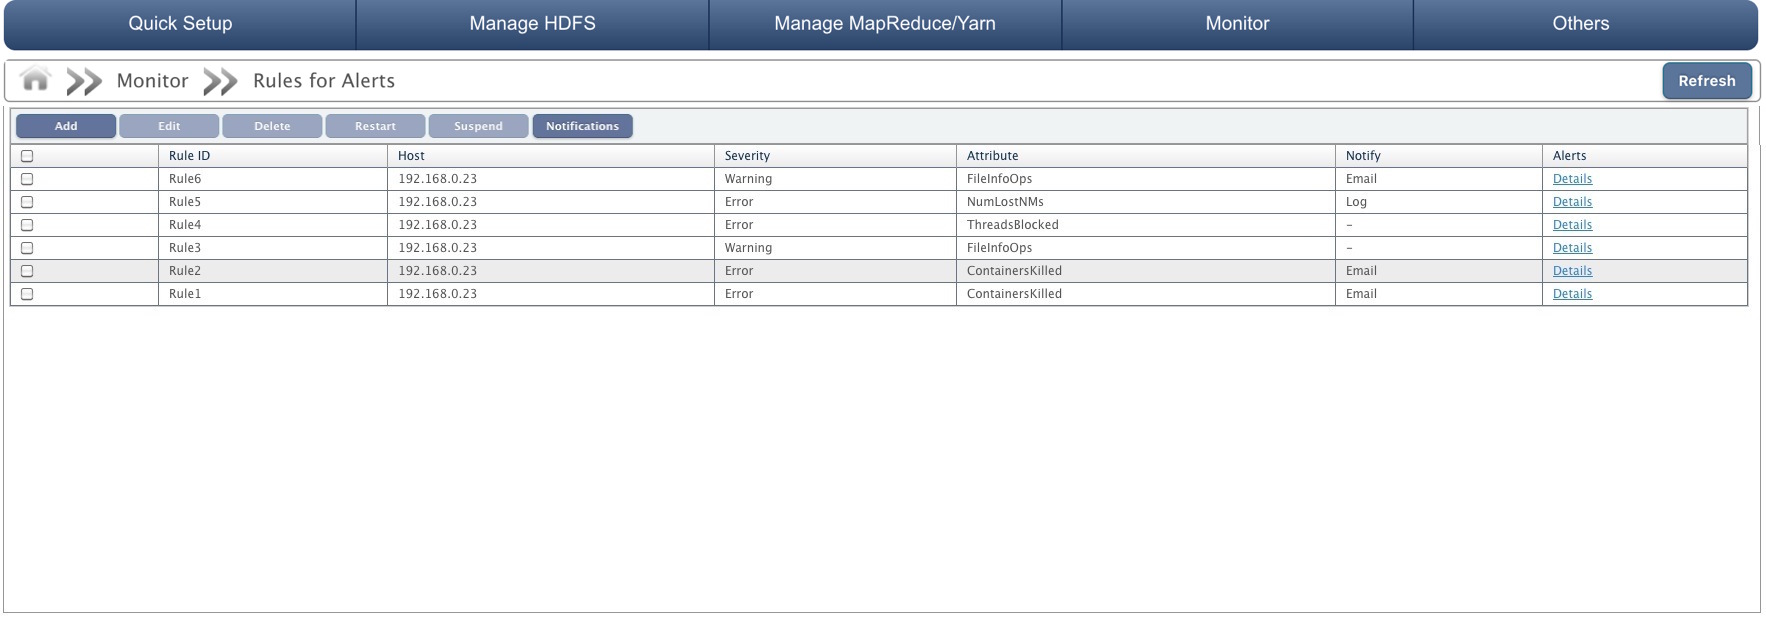 Quick Setup Manage HDFS Manage MapReduce/Yarn Monitor Others
Monitor Rules for Alerts Refresh
Add Edit Delete Restart Suspend Notifications
Rule ID Host Severity Attribute Notify Alerts
Rule6 192.168.0.23 Warning FileInfoOps Email Details
Rule5 192.168.0.23 Error NumLostNMs Log Details
Rule4 192.168.0.23 Error ThreadsBlocked - Details
Rule3 192.168.0.23 Warning FileInfoOps - Details
Rule2 192.168.0.23 Error ContainersKilled Email Details
Rule1 192.168.0.23 Error ContainersKilled Email Details